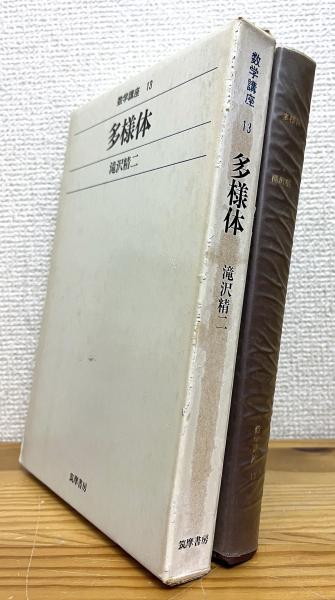 数学講座 13
多様体
滝沢精二
筑摩書房
数学講座 13
多様体
滝沢精二
筑摩書房